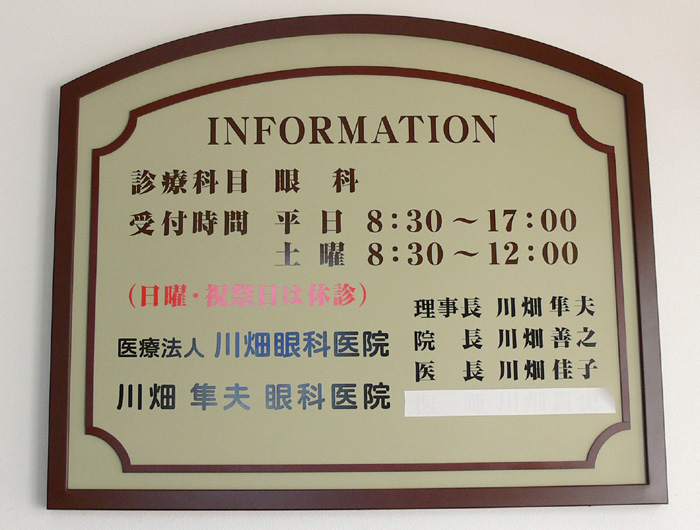 INFORMATION
診療科目 眼 科
受付時間 平 日 8:30～17:00
土 曜 8:30～12:00
(日曜・祝祭日は休診)
医療法人 川畑眼科医院
川畑 隼夫 眼科医院
理事長 川畑隼夫
院 長 川畑善之
医 長 川畑佳子